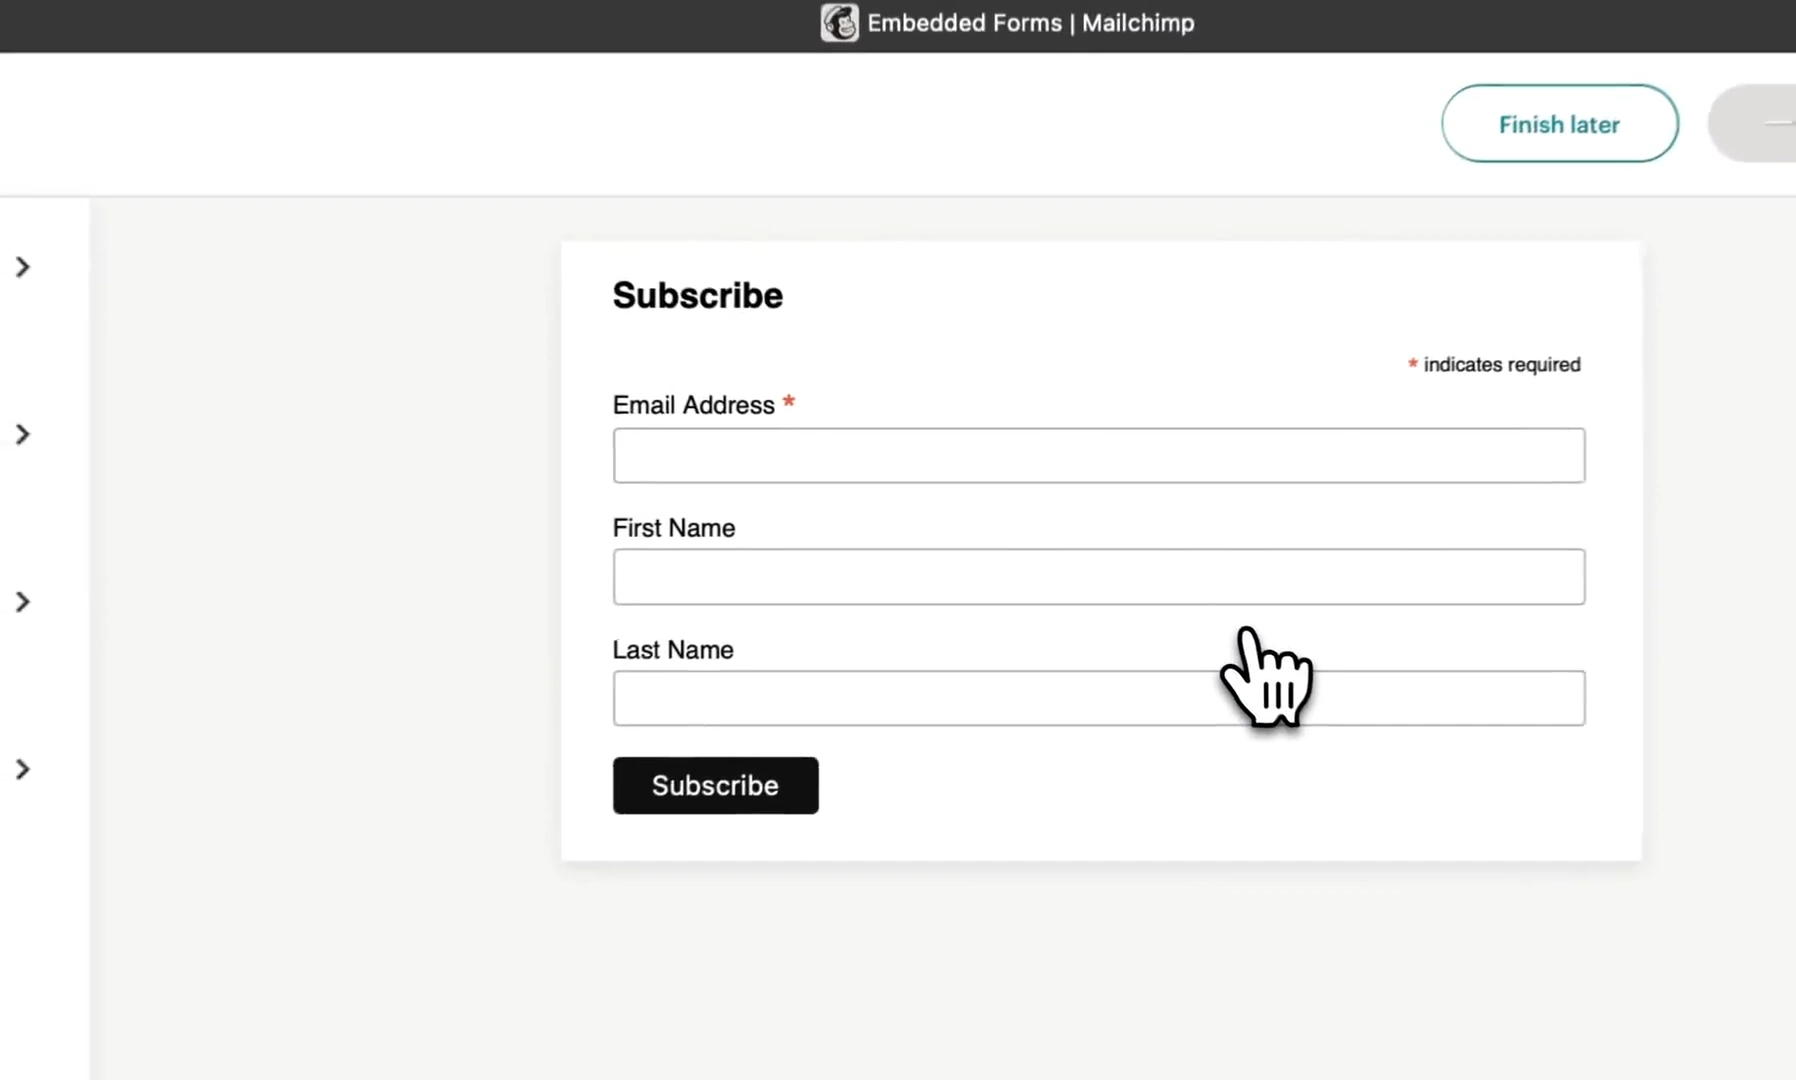 Embedded Forms | Mailchimp
Finish later
Subscribe
* indicates required
Email Address *
First Name
Last Name
Subscribe